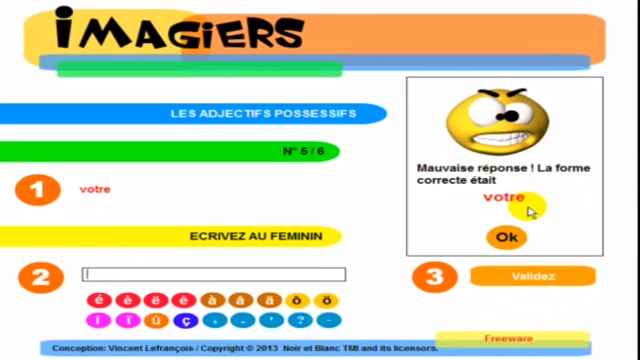 iMAGiERS
LES ADJECTIFS POSSESSIFS
N° 5 / 6
1 votre
ECRIVEZ AU FEMININ
2
é è ë ê à â ä ô ö
î ï û ç , . ' ? -
Mauvaise réponse ! La forme
correcte était
votre
Ok
3 Validez
Freeware
Conception: Vincent Lefrançois / Copyright © 2013 Noir et Blanc TMI and its licensors.